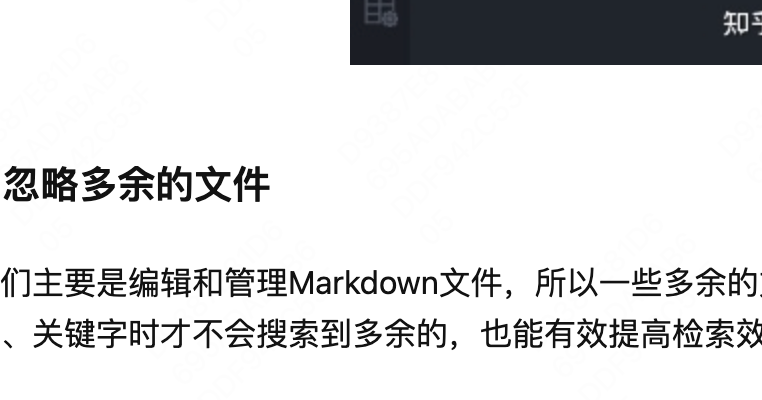 知乎
忽略多余的文件
们主要是编辑和管理Markdown文件，所以一些多余的
、关键字时才不会搜索到多余的，也能有效提高检索效